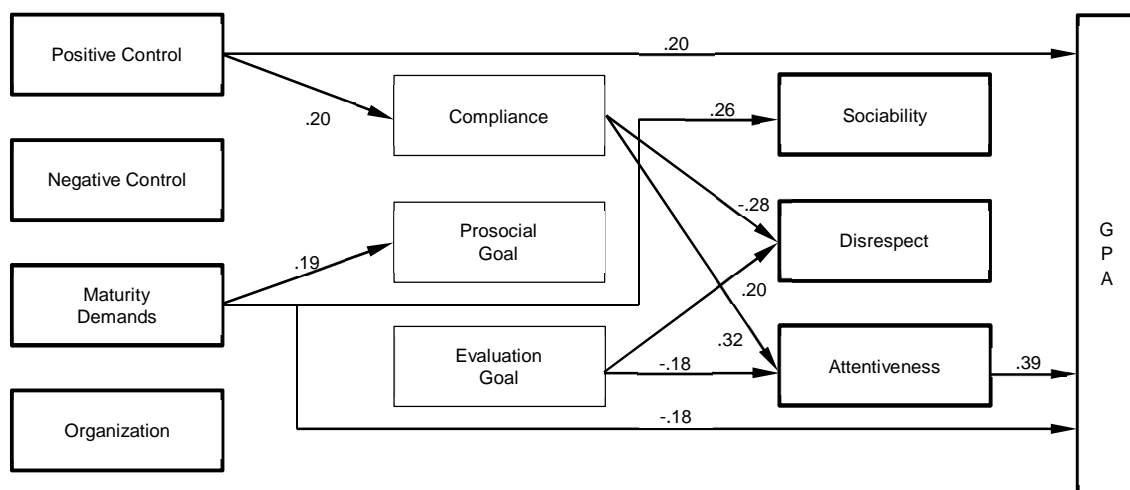 Positive Control
.20
Compliance
.20
.26
Sociability
Negative Control
Prosocial
Goal
-.28
Disrespect
G
P
A
.19
Maturity
Demands
.20
Evaluation
Goal
.32
-.18
Attentiveness
.39
Organization
-.18